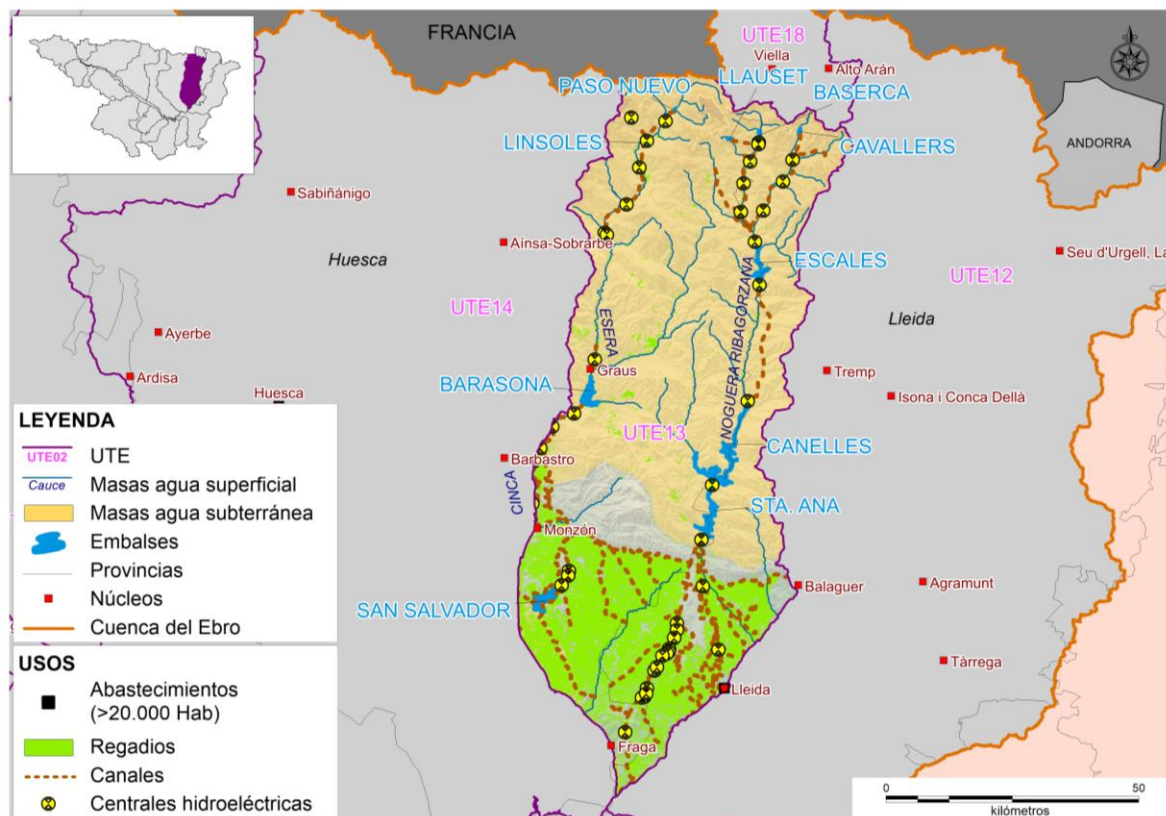 FRANCIA
UTE18
Viella
Alto Arán
LLAUSET
PASO NUEVO
BASERCA
LINSOLES
CAVALLERS
ANDORRA
Sabiñánigo
Aínsa-Sobrarbe
Huesca
Seu d'Urgell, La
ESCALES
UTE12
UTE14
NOGUERA RIBAGORZANA
Lleida
ESERA
Ayerbe
Ardisa
Graus
Tremp
BARASONA
Isona i Conca Dellà
Huesca
UTE13
CANELLES
Barbastro
CINCA
STA. ANA
Monzón
Balaguer
Agramunt
SAN SALVADOR
Tàrrega
Lleida
Fraga
LEYENDA
UTE02 UTE
Cauce Masas agua superficial
Masas agua subterránea
Embalses
Provincias
Núcleos
Cuenca del Ebro
USOS
Abastecimientos
(>20.000 Hab)
Regadios
Canales
Centrales hidroeléctricas
0 50
kilómetros